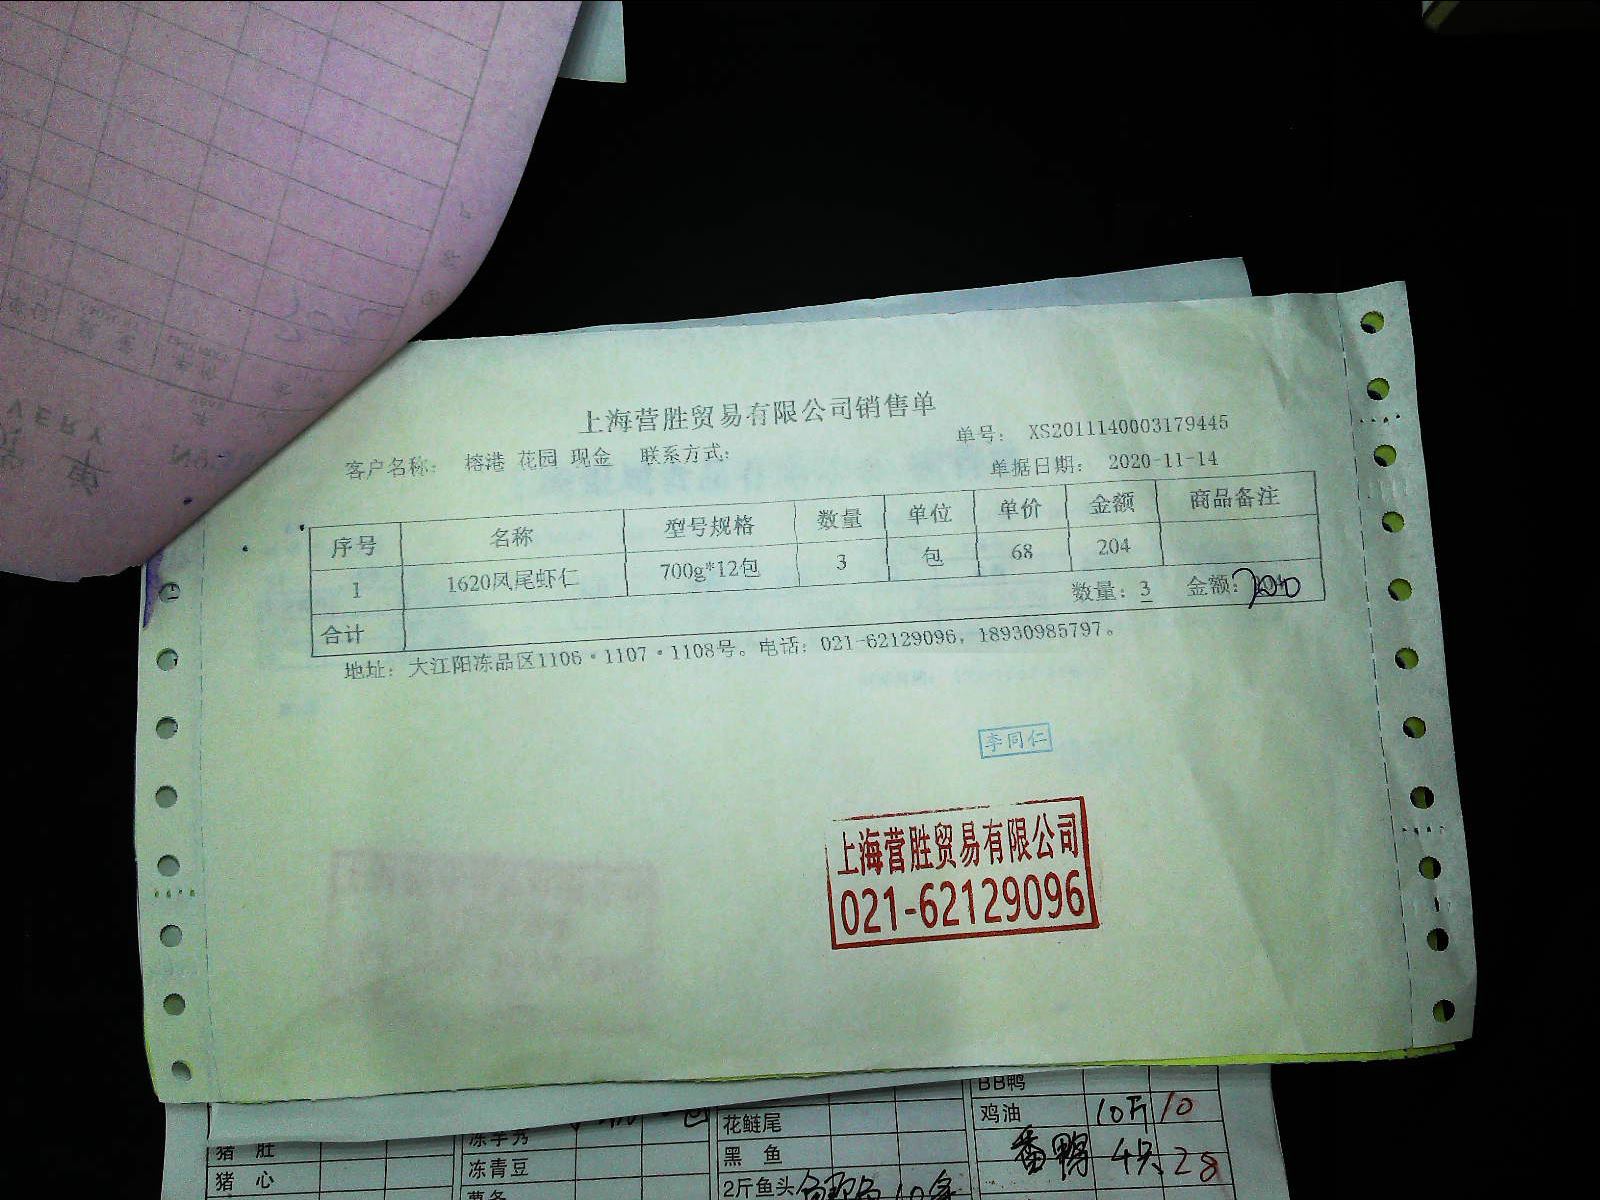 上海营胜贸易有限公司销售单
单号： XS2011140003179445
客户名称： 榕港 花园 现金 联系方式:
单据日期： 2020-11-14
序号 名称 型号规格 数量 单位 单价 金额 商品备注
1 1620凤尾虾仁 700g*12包 3 包 68 204
合计 数量：3 金额：
地址：大江阳冻品区1106·1107·1108号。电话：021-62129096，18930985797。
李同仁
上海营胜贸易有限公司
021-62129096
VERY
单
BB鸭
鸡油 10斤 10
番鸭 4只 28
花鲢尾
黑 鱼
2斤鱼头
冻青豆
猪 心